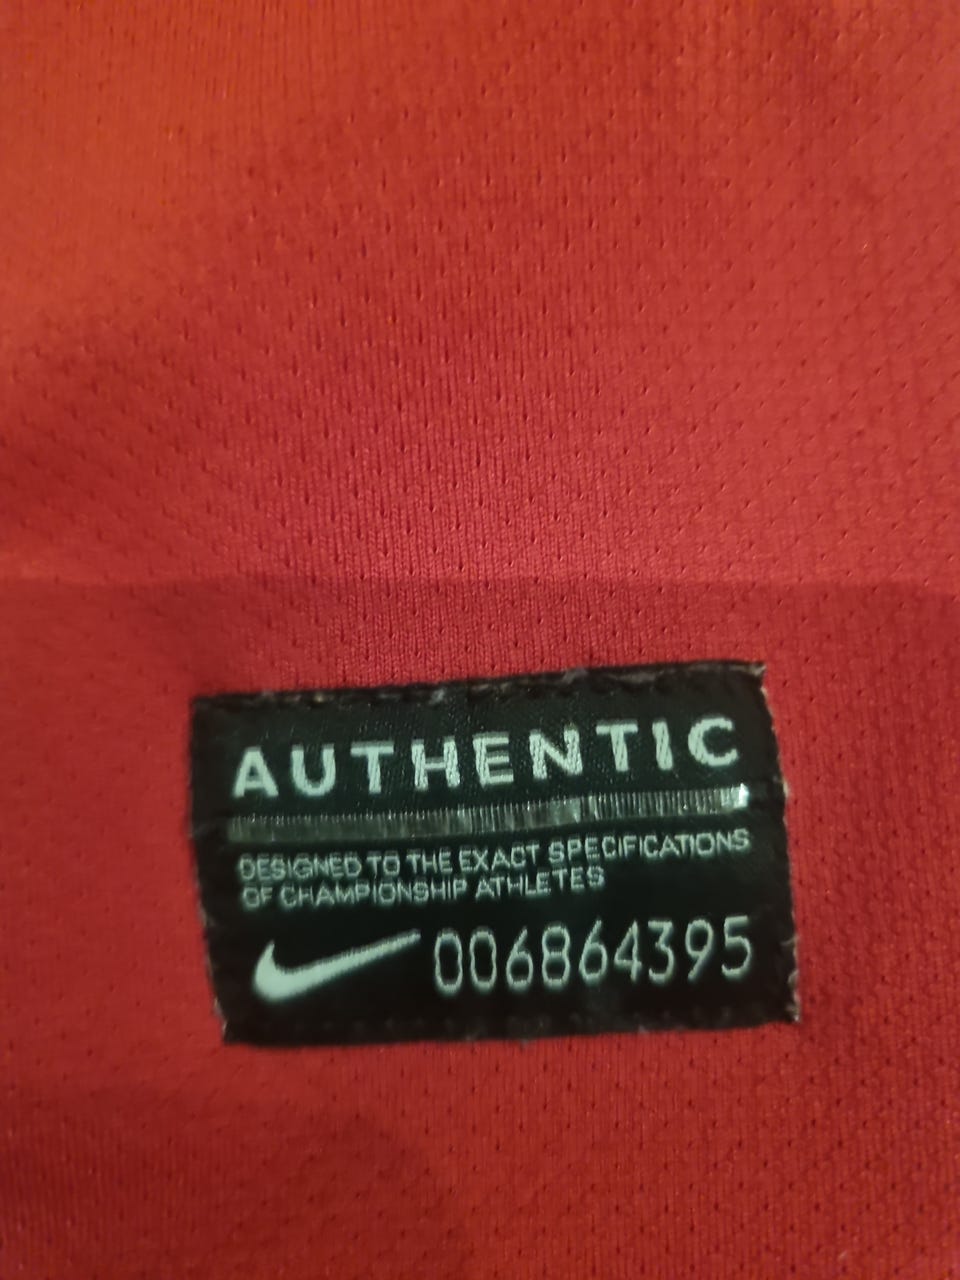 AUTHENTIC
DESIGNED TO THE EXACT SPECIFICATIONS
OF CHAMPIONSHIP ATHLETES
006864395